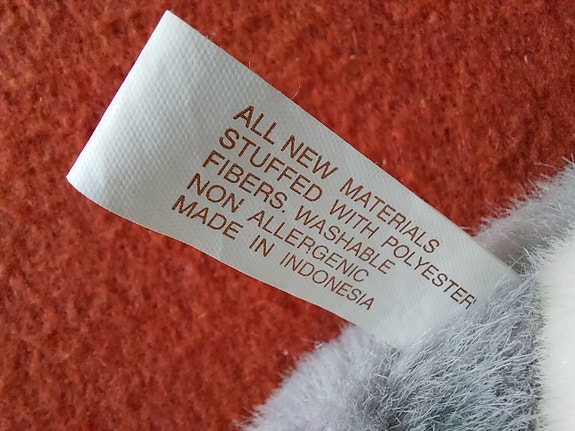 ALL NEW MATERIALS
STUFFED WITH POLYESTER
FIBERS. WASHABLE
NON ALLERGENIC
MADE IN INDONESIA